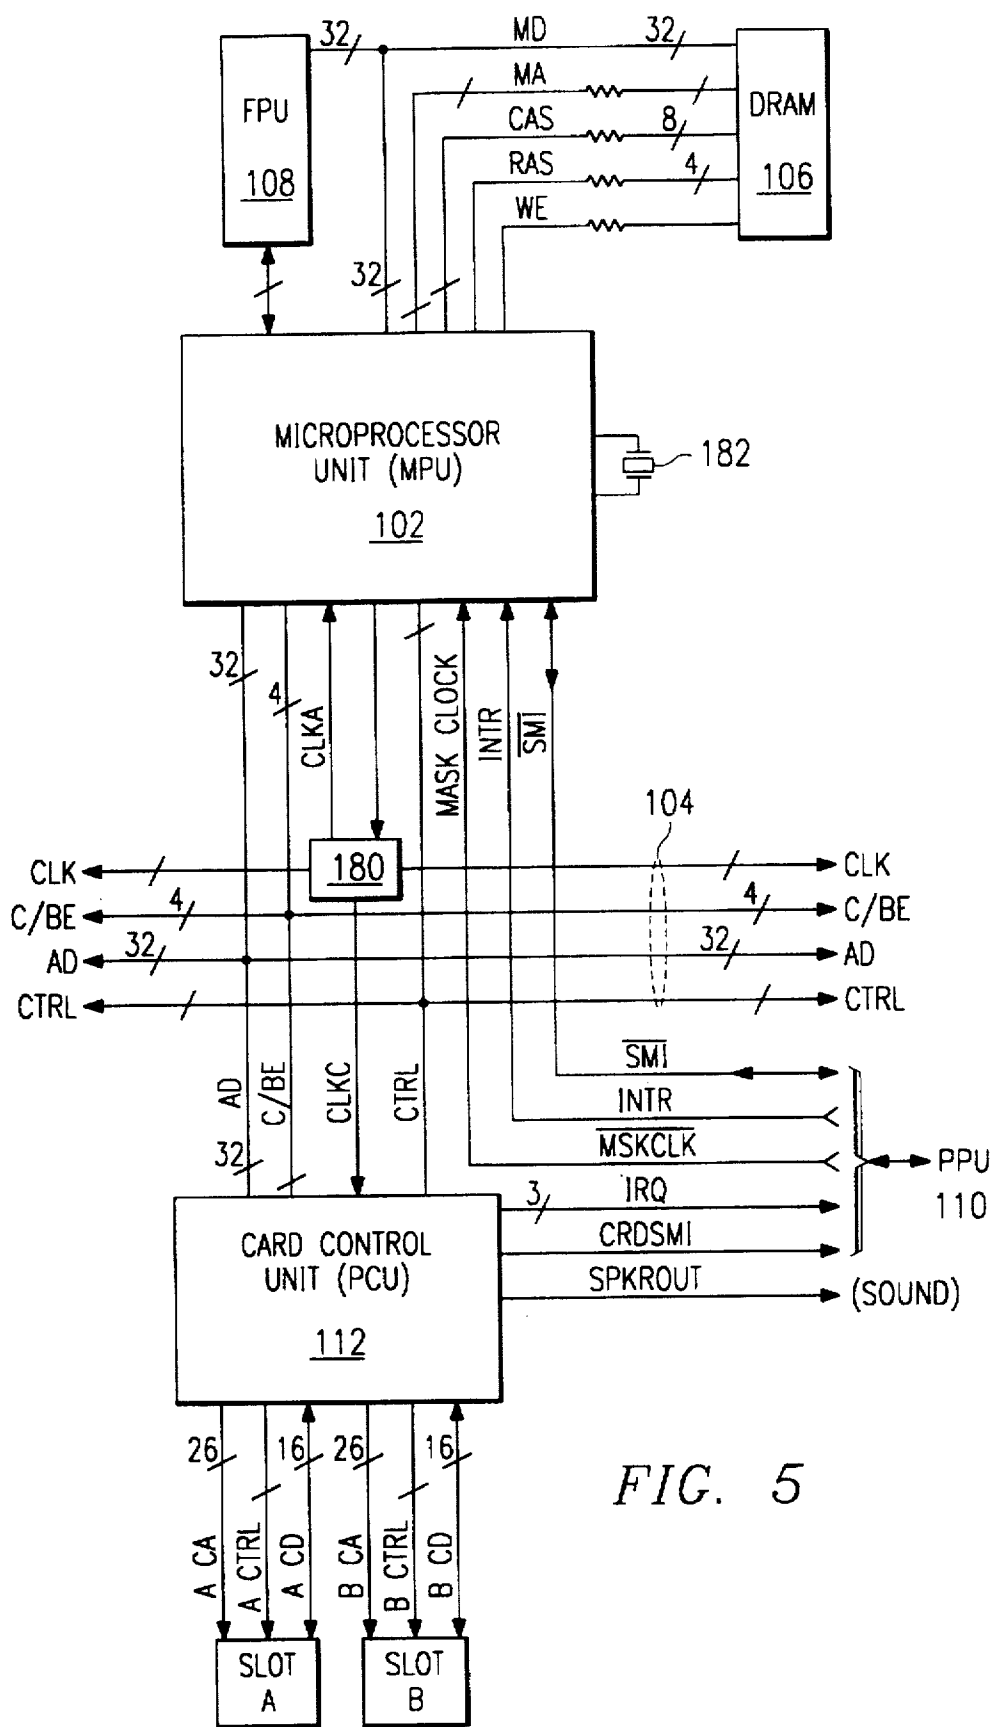 32
MD
32
MA
FPU
108
CAS
8
DRAM
106
RAS
4
WE
32
MICROPROCESSOR
UNIT (MPU)
102
182
32
4
CLKA
MASK CLOCK
INTR
SMI
104
CLK
180
CLK
C/BE
4
4
C/BE
AD
32
32
AD
CTRL
CTRL
AD
C/BE
CLKC
CTRL
SMI
INTR
MSKCLK
PPU
110
32
3
IRQ
CRDSMI
SPKROUT
(SOUND)
CARD CONTROL
UNIT (PCU)
112
26
16
26
16
A CA
A CTRL
A CD
B CA
B CTRL
B CD
FIG. 5
SLOT
A
SLOT
B